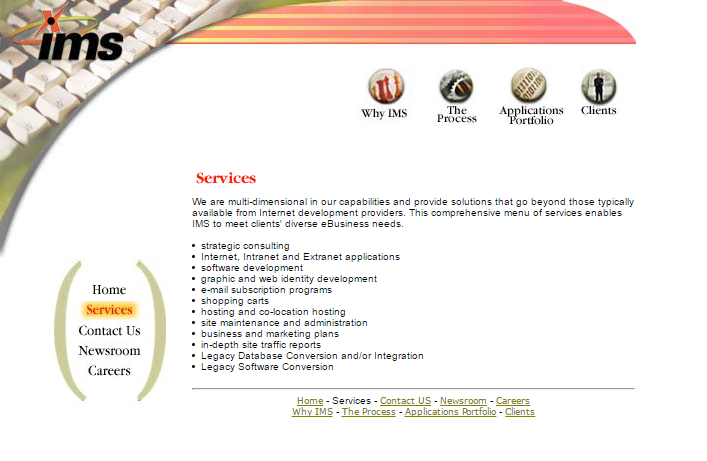 ims
Why IMS
The
Process
Applications
Portfolio
Clients
Services
We are multi-dimensional in our capabilities and provide solutions that go beyond those typically
available from Internet development providers. This comprehensive menu of services enables
IMS to meet clients' diverse eBusiness needs.
• strategic consulting
• Internet, Intranet and Extranet applications
• software development
• graphic and web identity development
• e-mail subscription programs
• shopping carts
• hosting and co-location hosting
• site maintenance and administration
• business and marketing plans
• in-depth site traffic reports
• Legacy Database Conversion and/or Integration
• Legacy Software Conversion
Home
Services
Contact Us
Newsroom
Careers
Home - Services - Contact US - Newsroom - Careers
Why IMS - The Process - Applications Portfolio - Clients